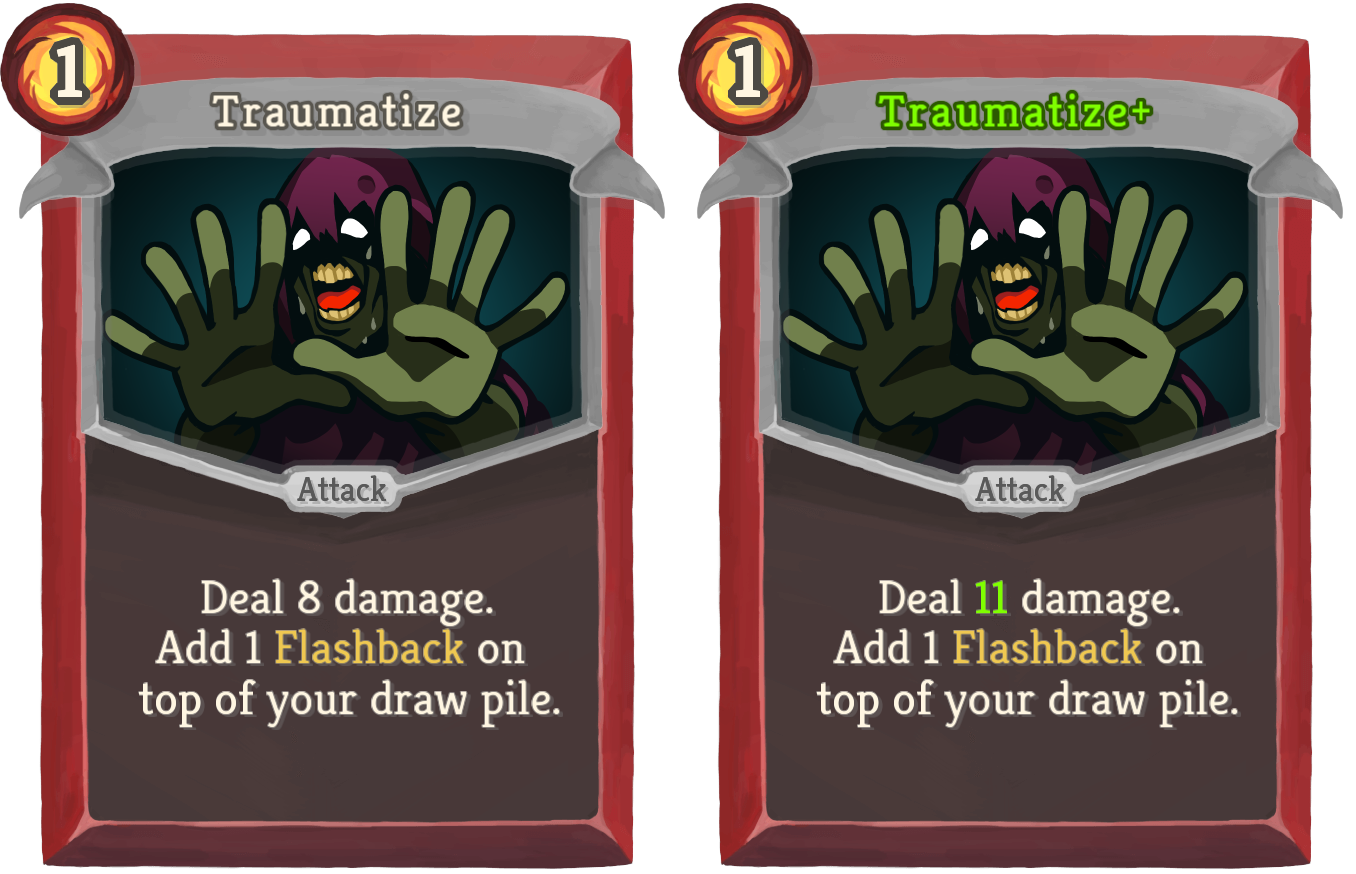 1
Traumatize
Attack
Deal 8 damage.
Add 1 Flashback on
top of your draw pile.
1
Traumatize+
Attack
Deal 11 damage.
Add 1 Flashback on
top of your draw pile.